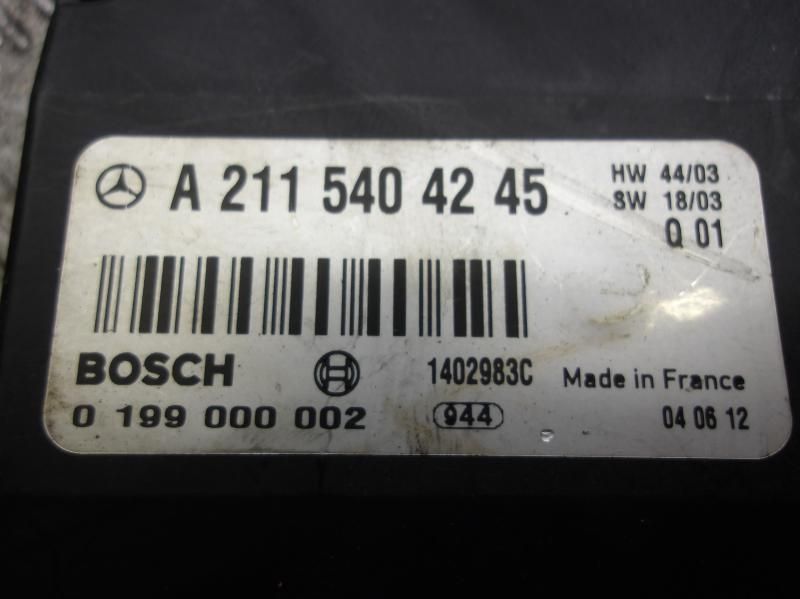 A 211 540 42 45
HW 44/03
SW 18/03
Q 01
BOSCH
1402983C
Made in France
0 199 000 002
944
04 06 12